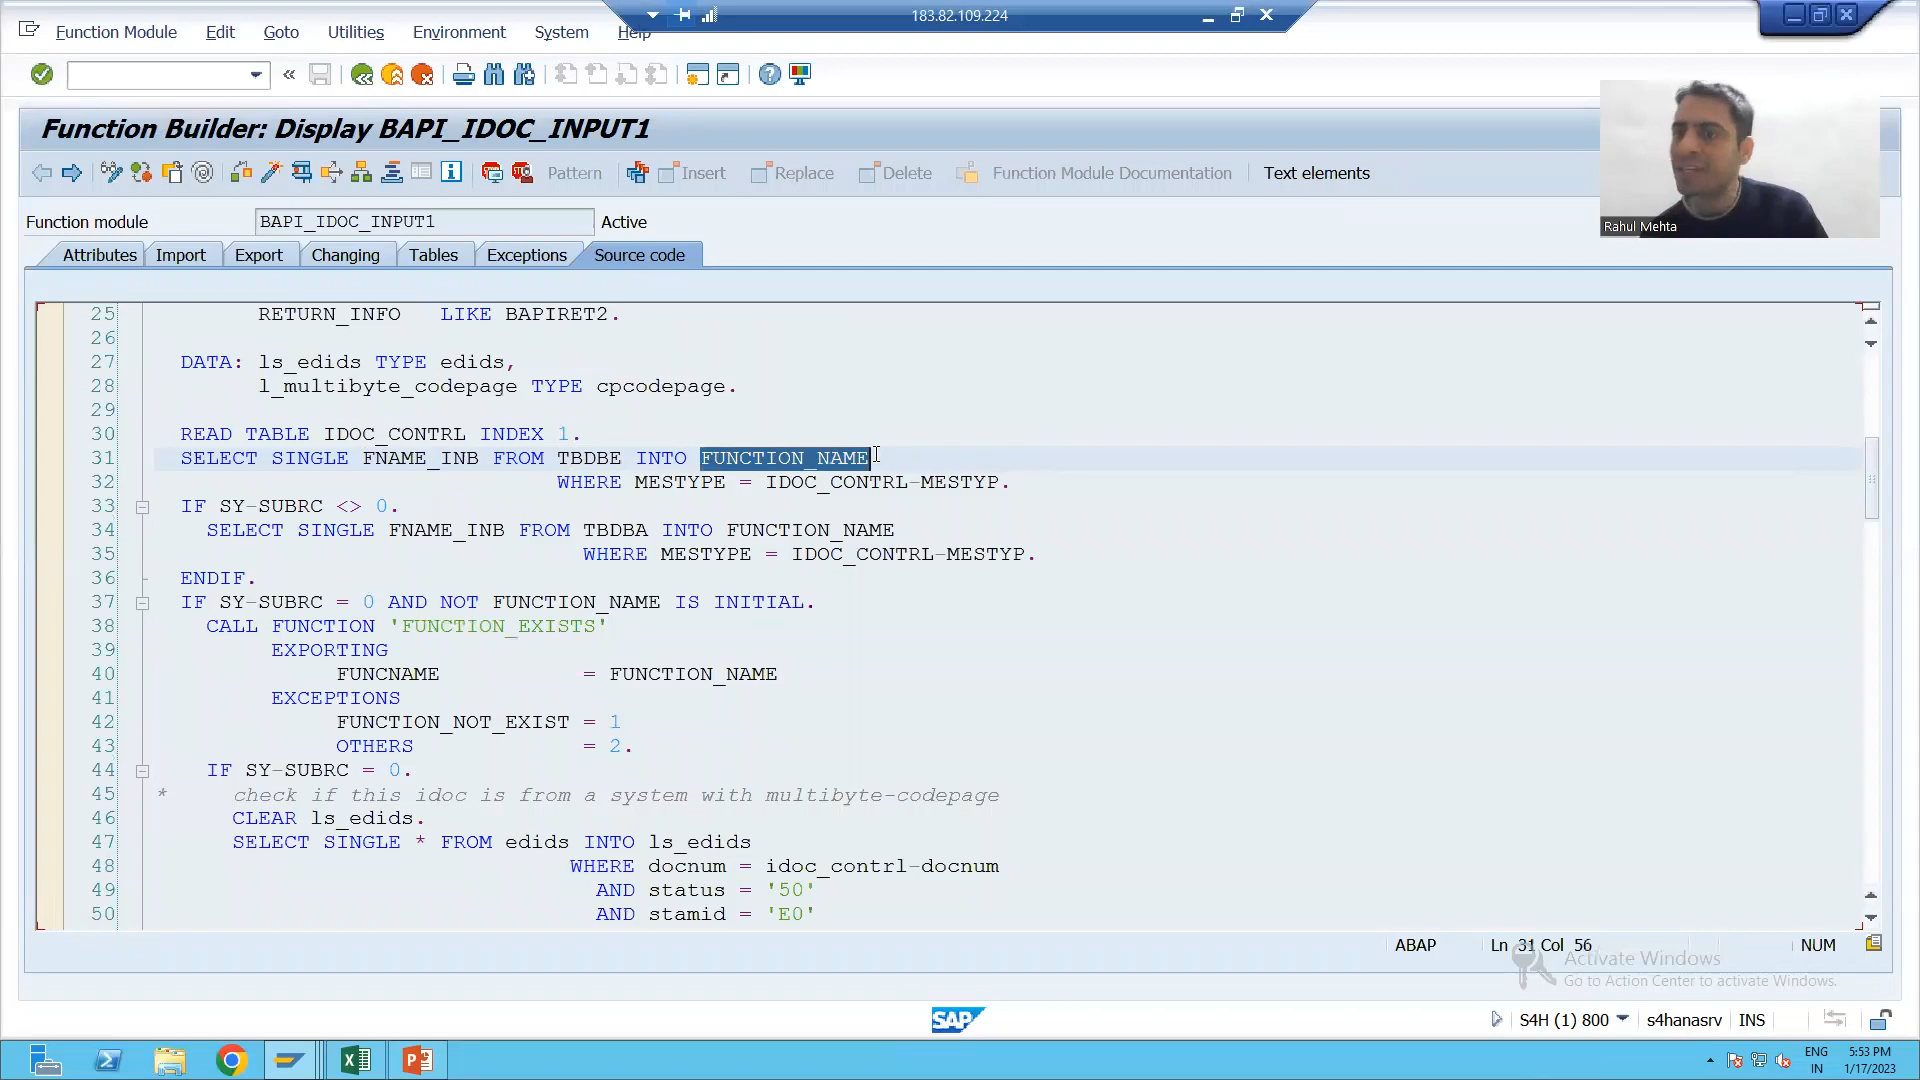 183.82.109.224
Function Module Edit Goto Utilities Environment System Help
Function Builder: Display BAPI_IDOC_INPUT1
Pattern Insert Replace Delete Function Module Documentation Text elements
Rahul Mehta
Function module BAPI_IDOC_INPUT1 Active
Attributes Import Export Changing Tables Exceptions Source code
25 RETURN_INFO LIKE BAPIRET2.
26
27 DATA: ls_edids TYPE edids,
28 l_multibyte_codepage TYPE cpcodepage.
29
30 READ TABLE IDOC_CONTRL INDEX 1.
31 SELECT SINGLE FNAME_INB FROM TBDBE INTO FUNCTION_NAME
32 WHERE MESTYPE = IDOC_CONTRL-MESTYP.
33 IF SY-SUBRC <> 0.
34 SELECT SINGLE FNAME_INB FROM TBDBA INTO FUNCTION_NAME
35 WHERE MESTYPE = IDOC_CONTRL-MESTYP.
36 ENDIF.
37 IF SY-SUBRC = 0 AND NOT FUNCTION_NAME IS INITIAL.
38 CALL FUNCTION 'FUNCTION_EXISTS'
39 EXPORTING
40 FUNCNAME = FUNCTION_NAME
41 EXCEPTIONS
42 FUNCTION_NOT_EXIST = 1
43 OTHERS = 2.
44 IF SY-SUBRC = 0.
45 * check if this idoc is from a system with multibyte-codepage
46 CLEAR ls_edids.
47 SELECT SINGLE * FROM edids INTO ls_edids
48 WHERE docnum = idoc_contrl-docnum
49 AND status = '50'
50 AND stamid = 'E0'
ABAP Ln 31 Col 56 NUM
Activate Windows
Go to Action Center to activate Windows.
SAP S4H (1) 800 s4hanasrv INS
ENG 5:53 PM
IN 1/17/2023